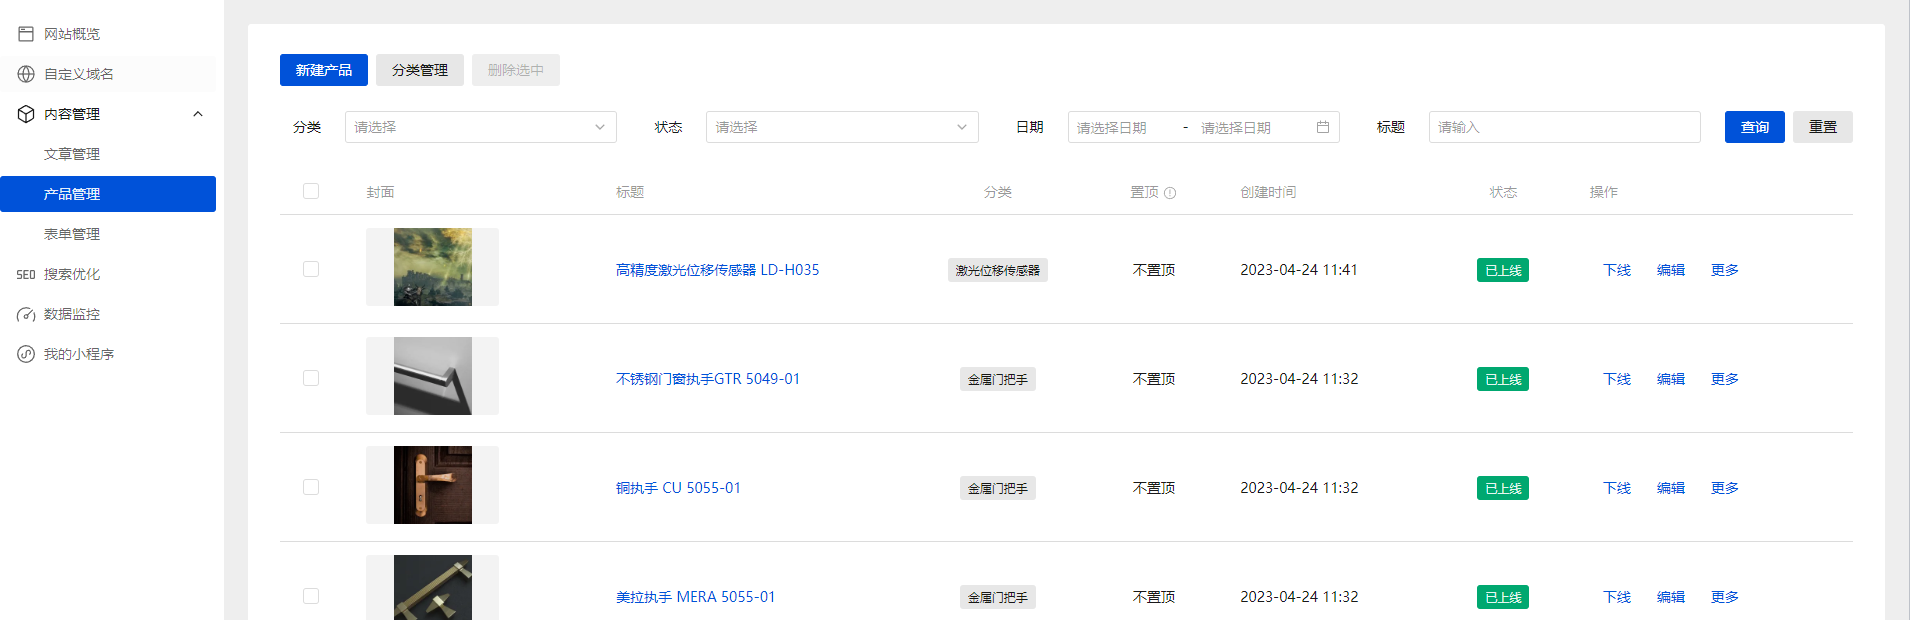 网站概览
自定义域名
内容管理
文章管理
产品管理
表单管理
SEO 搜索优化
数据监控
我的小程序
新建产品 分类管理 删除选中
分类 请选择 状态 请选择 日期 请选择日期 - 请选择日期 标题 请输入 查询 重置
封面 标题 分类 置顶 创建时间 状态 操作
高精度激光位移传感器 LD-H035 激光位移传感器 不置顶 2023-04-24 11:41 已上线 下线 编辑 更多
不锈钢门窗执手GTR 5049-01 金属门把手 不置顶 2023-04-24 11:32 已上线 下线 编辑 更多
铜执手 CU 5055-01 金属门把手 不置顶 2023-04-24 11:32 已上线 下线 编辑 更多
美拉执手 MERA 5055-01 金属门把手 不置顶 2023-04-24 11:32 已上线 下线 编辑 更多